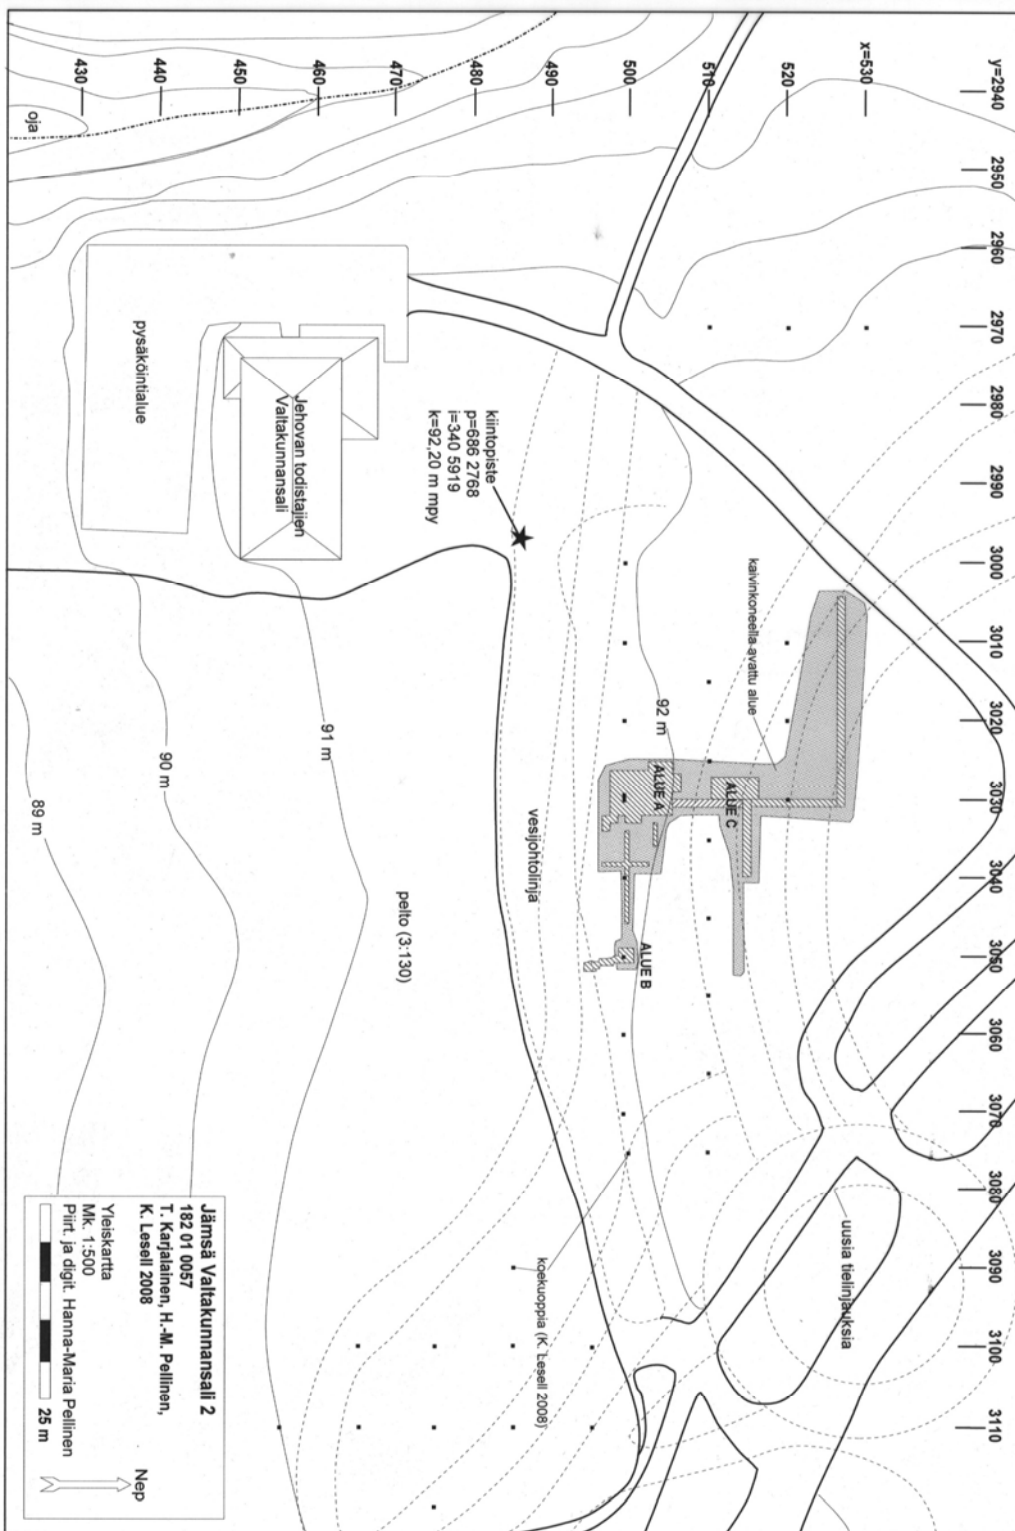 y=2940
2950
2960
2970
2980
2990
3000
3010
3020
3030
3040
3050
3060
3070
3080
3090
3100
3110
x=530
520
510
500
490
480
470
460
450
440
430
oja
pysäköintialue
Jehovan todistajien
Valtakunnansali
kiintopiste
p=686 2768
i=340 5919
k=92,20 m mpy
kaivinkoneella avattu alue
92 m
ALUE A
ALUE C
ALUE B
vesijohtolinja
91 m
90 m
89 m
pelto (3:130)
uusia tielinjauksia
koekuoppia (K. Lesell 2008)
Jämsä Valtakunnansali 2
182 01 0057
T. Karjalainen, H.-M. Pellinen,
K. Lesell 2008
Yleiskartta
Mk. 1:500
Piirt. ja digit. Hanna-Maria Pellinen
25 m
Nep